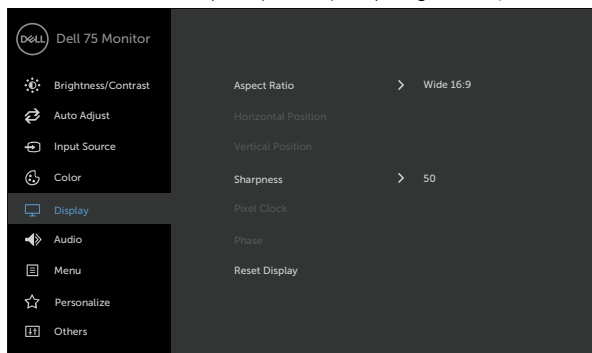 DELL Dell 75 Monitor
Brightness/Contrast
Auto Adjust
Input Source
Color
Display
Audio
Menu
Personalize
Others
Aspect Ratio > Wide 16:9
Horizontal Position
Vertical Position
Sharpness > 50
Pixel Clock
Phase
Reset Display